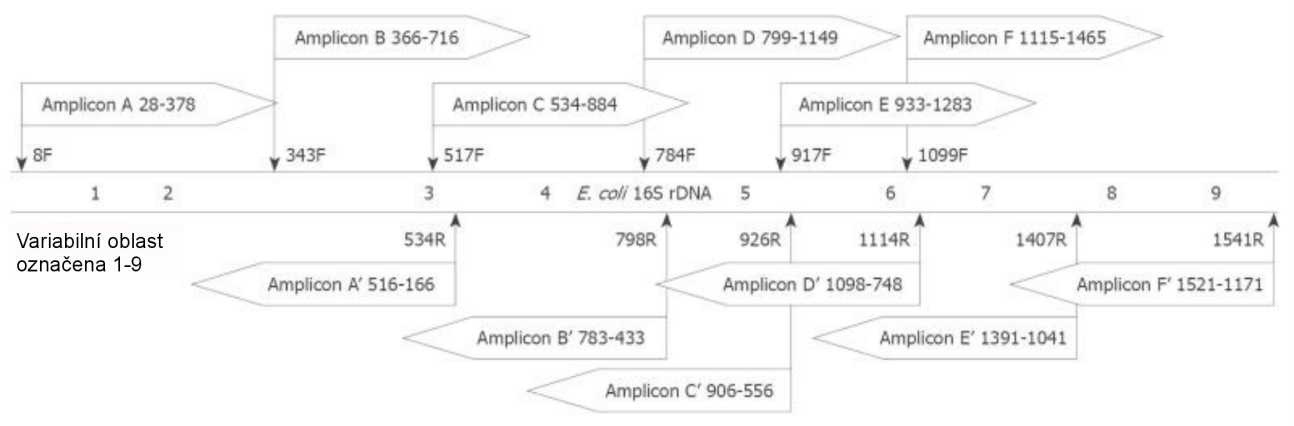 Amplicon B 366-716
Amplicon D 799-1149
Amplicon F 1115-1465
Amplicon A 28-378
Amplicon C 534-884
Amplicon E 933-1283
8F
343F
517F
784F
917F
1099F
1 2 3 4 E. coli 16S rDNA 5 6 7 8 9
Variabilní oblast
označena 1-9
534R
798R
926R
1114R
1407R
1541R
Amplicon A′ 516-166
Amplicon D′ 1098-748
Amplicon F′ 1521-1171
Amplicon B′ 783-433
Amplicon E′ 1391-1041
Amplicon C′ 906-556